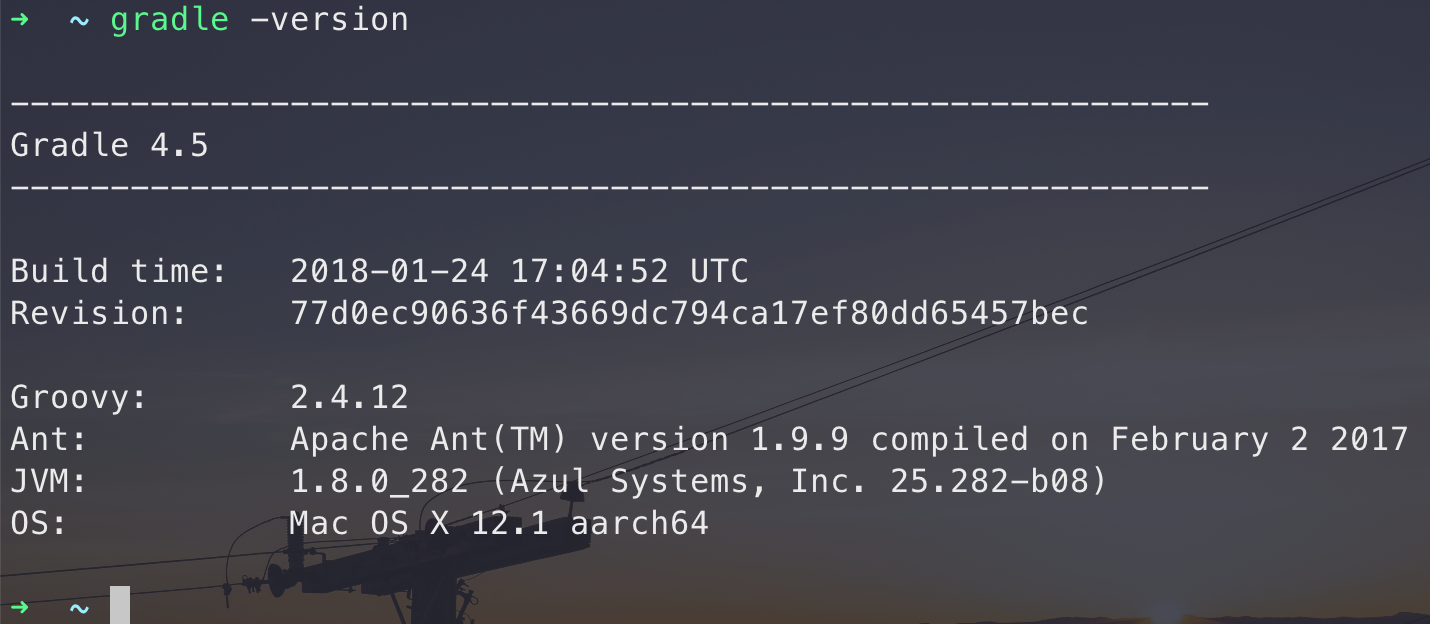 ➜  ~ gradle -version

------------------------------------------------------------
Gradle 4.5
------------------------------------------------------------

Build time:   2018-01-24 17:04:52 UTC
Revision:     77d0ec90636f43669dc794ca17ef80dd65457bec

Groovy:       2.4.12
Ant:          Apache Ant(TM) version 1.9.9 compiled on February 2 2017
JVM:          1.8.0_282 (Azul Systems, Inc. 25.282-b08)
OS:           Mac OS X 12.1 aarch64

➜  ~